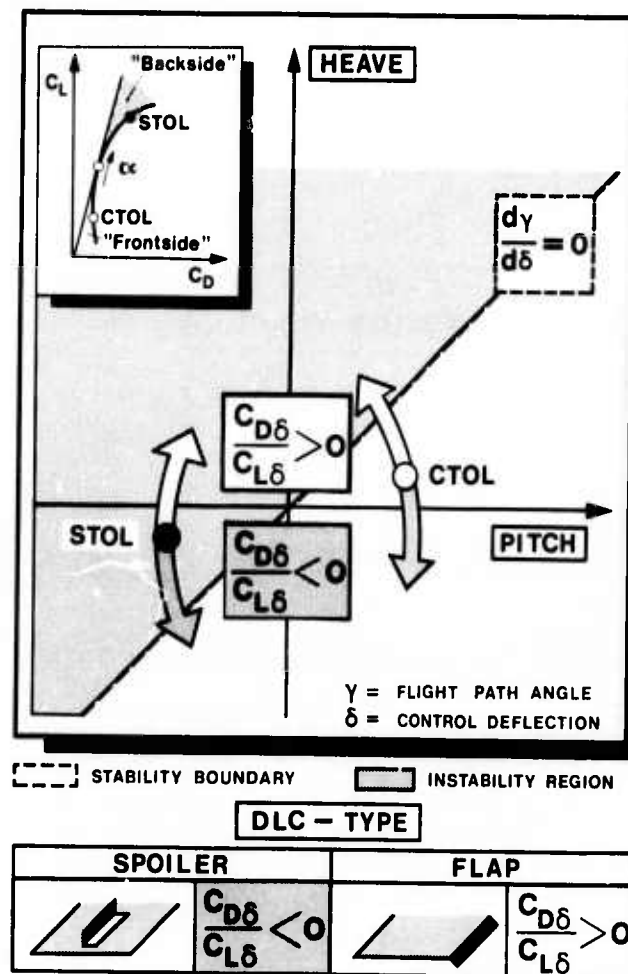 "Backside"
C_L
STOL
α
CTOL
"Frontside"
C_D
HEAVE
dγ/dδ = 0
C_Dδ/C_Lδ > 0
CTOL
STOL
C_Dδ/C_Lδ < 0
PITCH
γ = FLIGHT PATH ANGLE
δ = CONTROL DEFLECTION
STABILITY BOUNDARY INSTABILITY REGION
DLC – TYPE
SPOILER FLAP
C_Dδ/C_Lδ < 0 C_Dδ/C_Lδ > 0